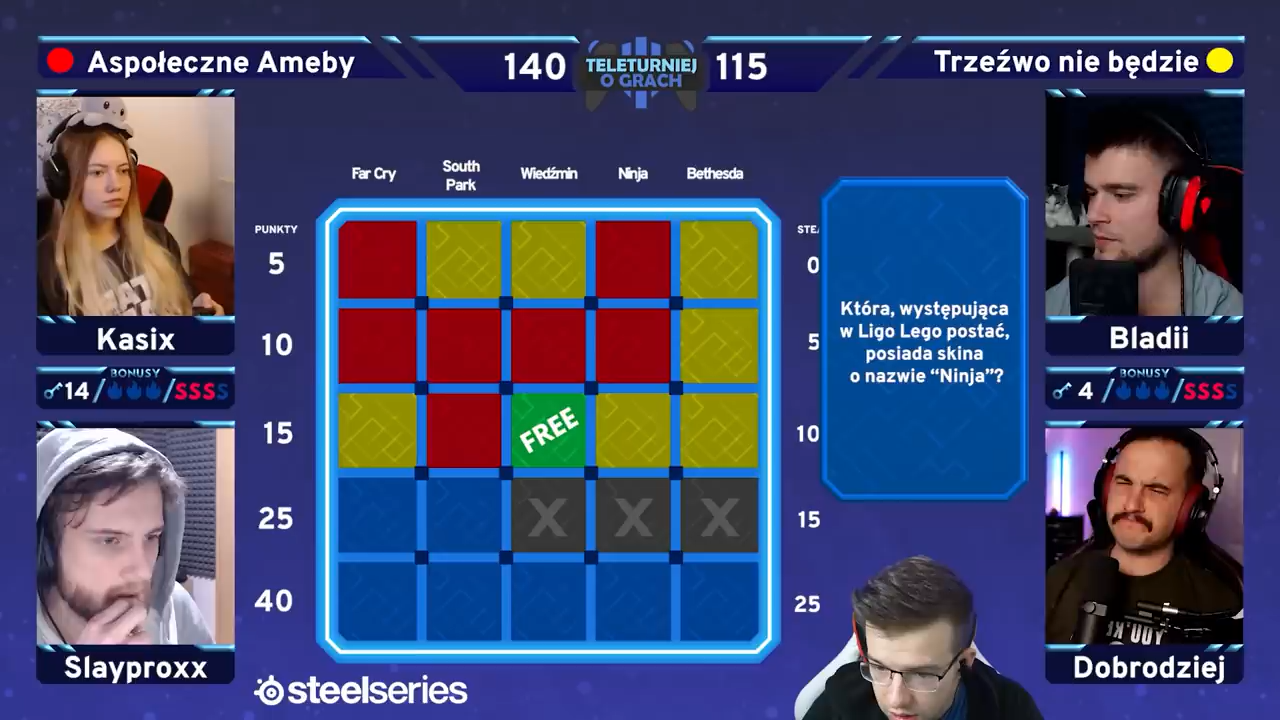 Aspołeczne Ameby
140
TELETURNIEJ
O GRACH
115
Trzeźwo nie będzie
Far Cry
South
Park
Wiedźmin
Ninja
Bethesda
PUNKTY
5
10
15
25
40
FREE
X
X
X
STEA
0
5
10
15
25
Która, występująca
w Ligo Lego postać,
posiada skina
o nazwie “Ninja”?
Kasix
BONUSY
14 / / SSSS
Slayproxx
Bladii
BONUSY
4 / / SSSS
Dobrodziej
steelseries